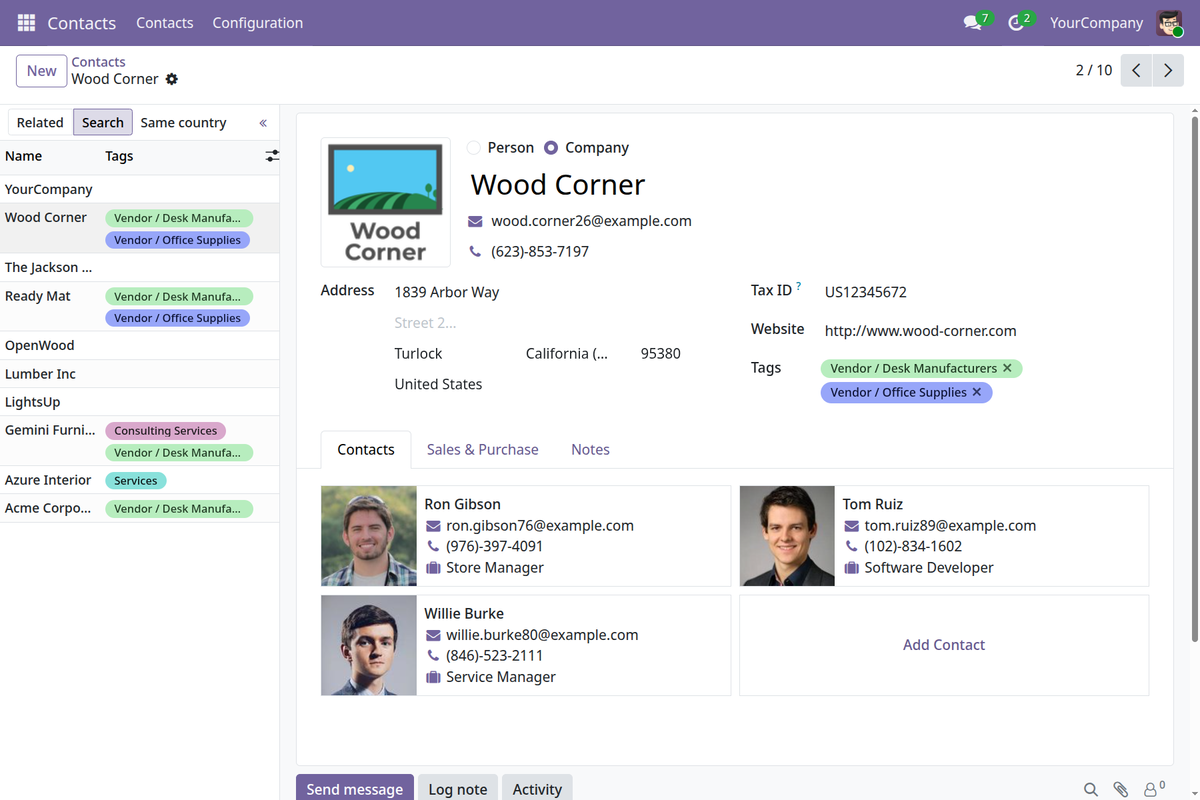 Contacts Contacts Configuration 7 2 YourCompany
New Contacts
Wood Corner
2 / 10
Related Search Same country «
Name Tags
YourCompany
Wood Corner Vendor / Desk Manufa...
Vendor / Office Supplies
The Jackson ...
Ready Mat Vendor / Desk Manufa...
Vendor / Office Supplies
OpenWood
Lumber Inc
LightsUp
Gemini Furni... Consulting Services
Vendor / Desk Manufa...
Azure Interior Services
Acme Corpo... Vendor / Desk Manufa...
Wood
Corner
Person Company
Wood Corner
wood.corner26@example.com
(623)-853-7197
Address 1839 Arbor Way
Street 2...
Turlock California (... 95380
United States
Tax ID ? US12345672
Website http://www.wood-corner.com
Tags Vendor / Desk Manufacturers ✕
Vendor / Office Supplies ✕
Contacts Sales & Purchase Notes
Ron Gibson
ron.gibson76@example.com
(976)-397-4091
Store Manager
Tom Ruiz
tom.ruiz89@example.com
(102)-834-1602
Software Developer
Willie Burke
willie.burke80@example.com
(846)-523-2111
Service Manager
Add Contact
Send message Log note Activity 0